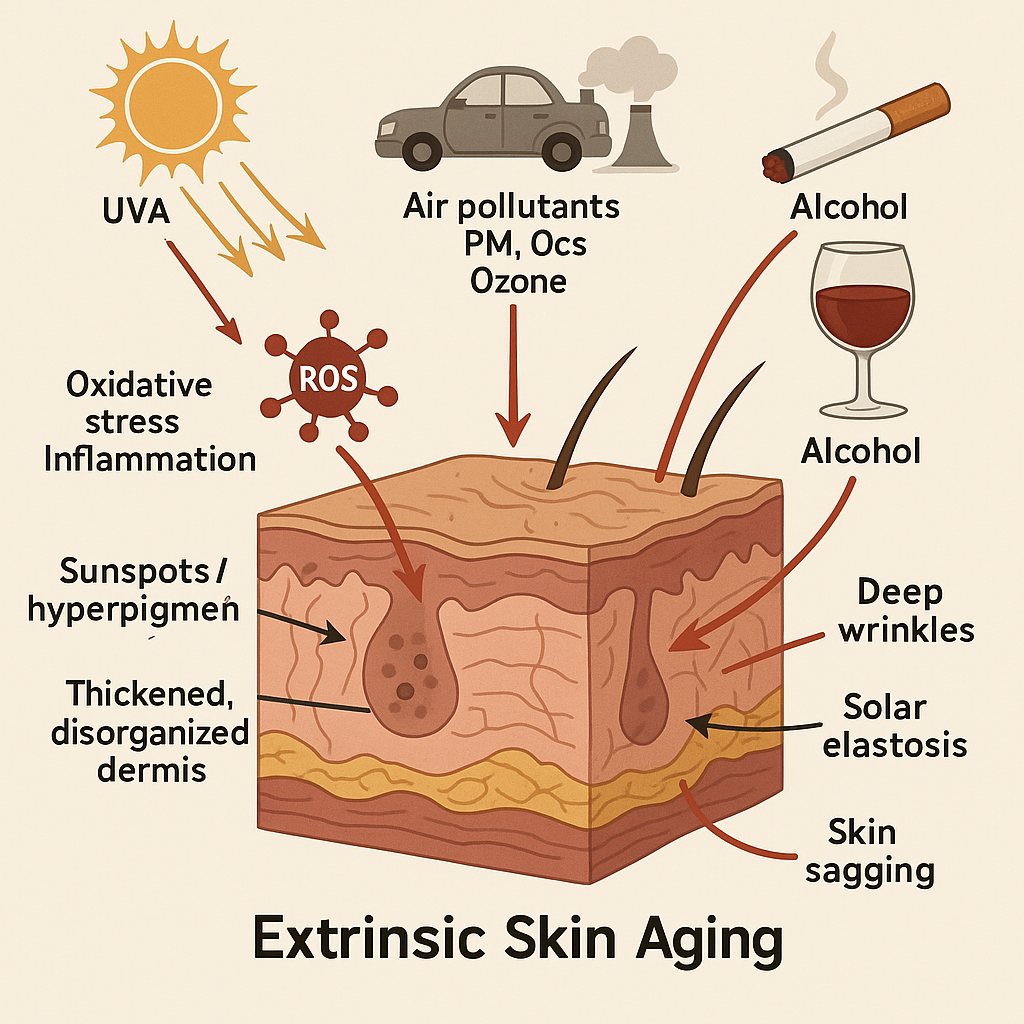 UVA
Air pollutants
PM, Ocs
Ozone
Alcohol
ROS
Oxidative
stress
Inflammation
Alcohol
Sunspots /
hyperpigmen
Deep
wrinkles
Thickened,
disorganized
dermis
Solar
elastosis
Skin
sagging
Extrinsic Skin Aging